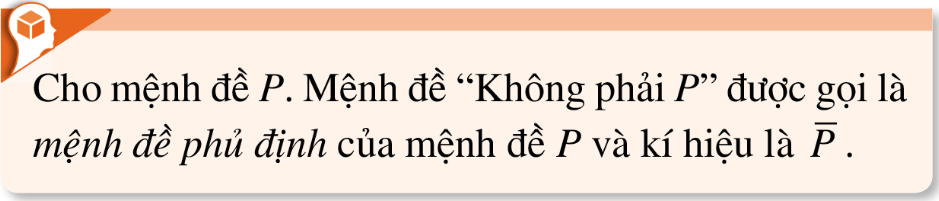 Cho mệnh đề P. Mệnh đề “Không phải P” được gọi là
mệnh đề phủ định của mệnh đề P và kí hiệu là P̅ .